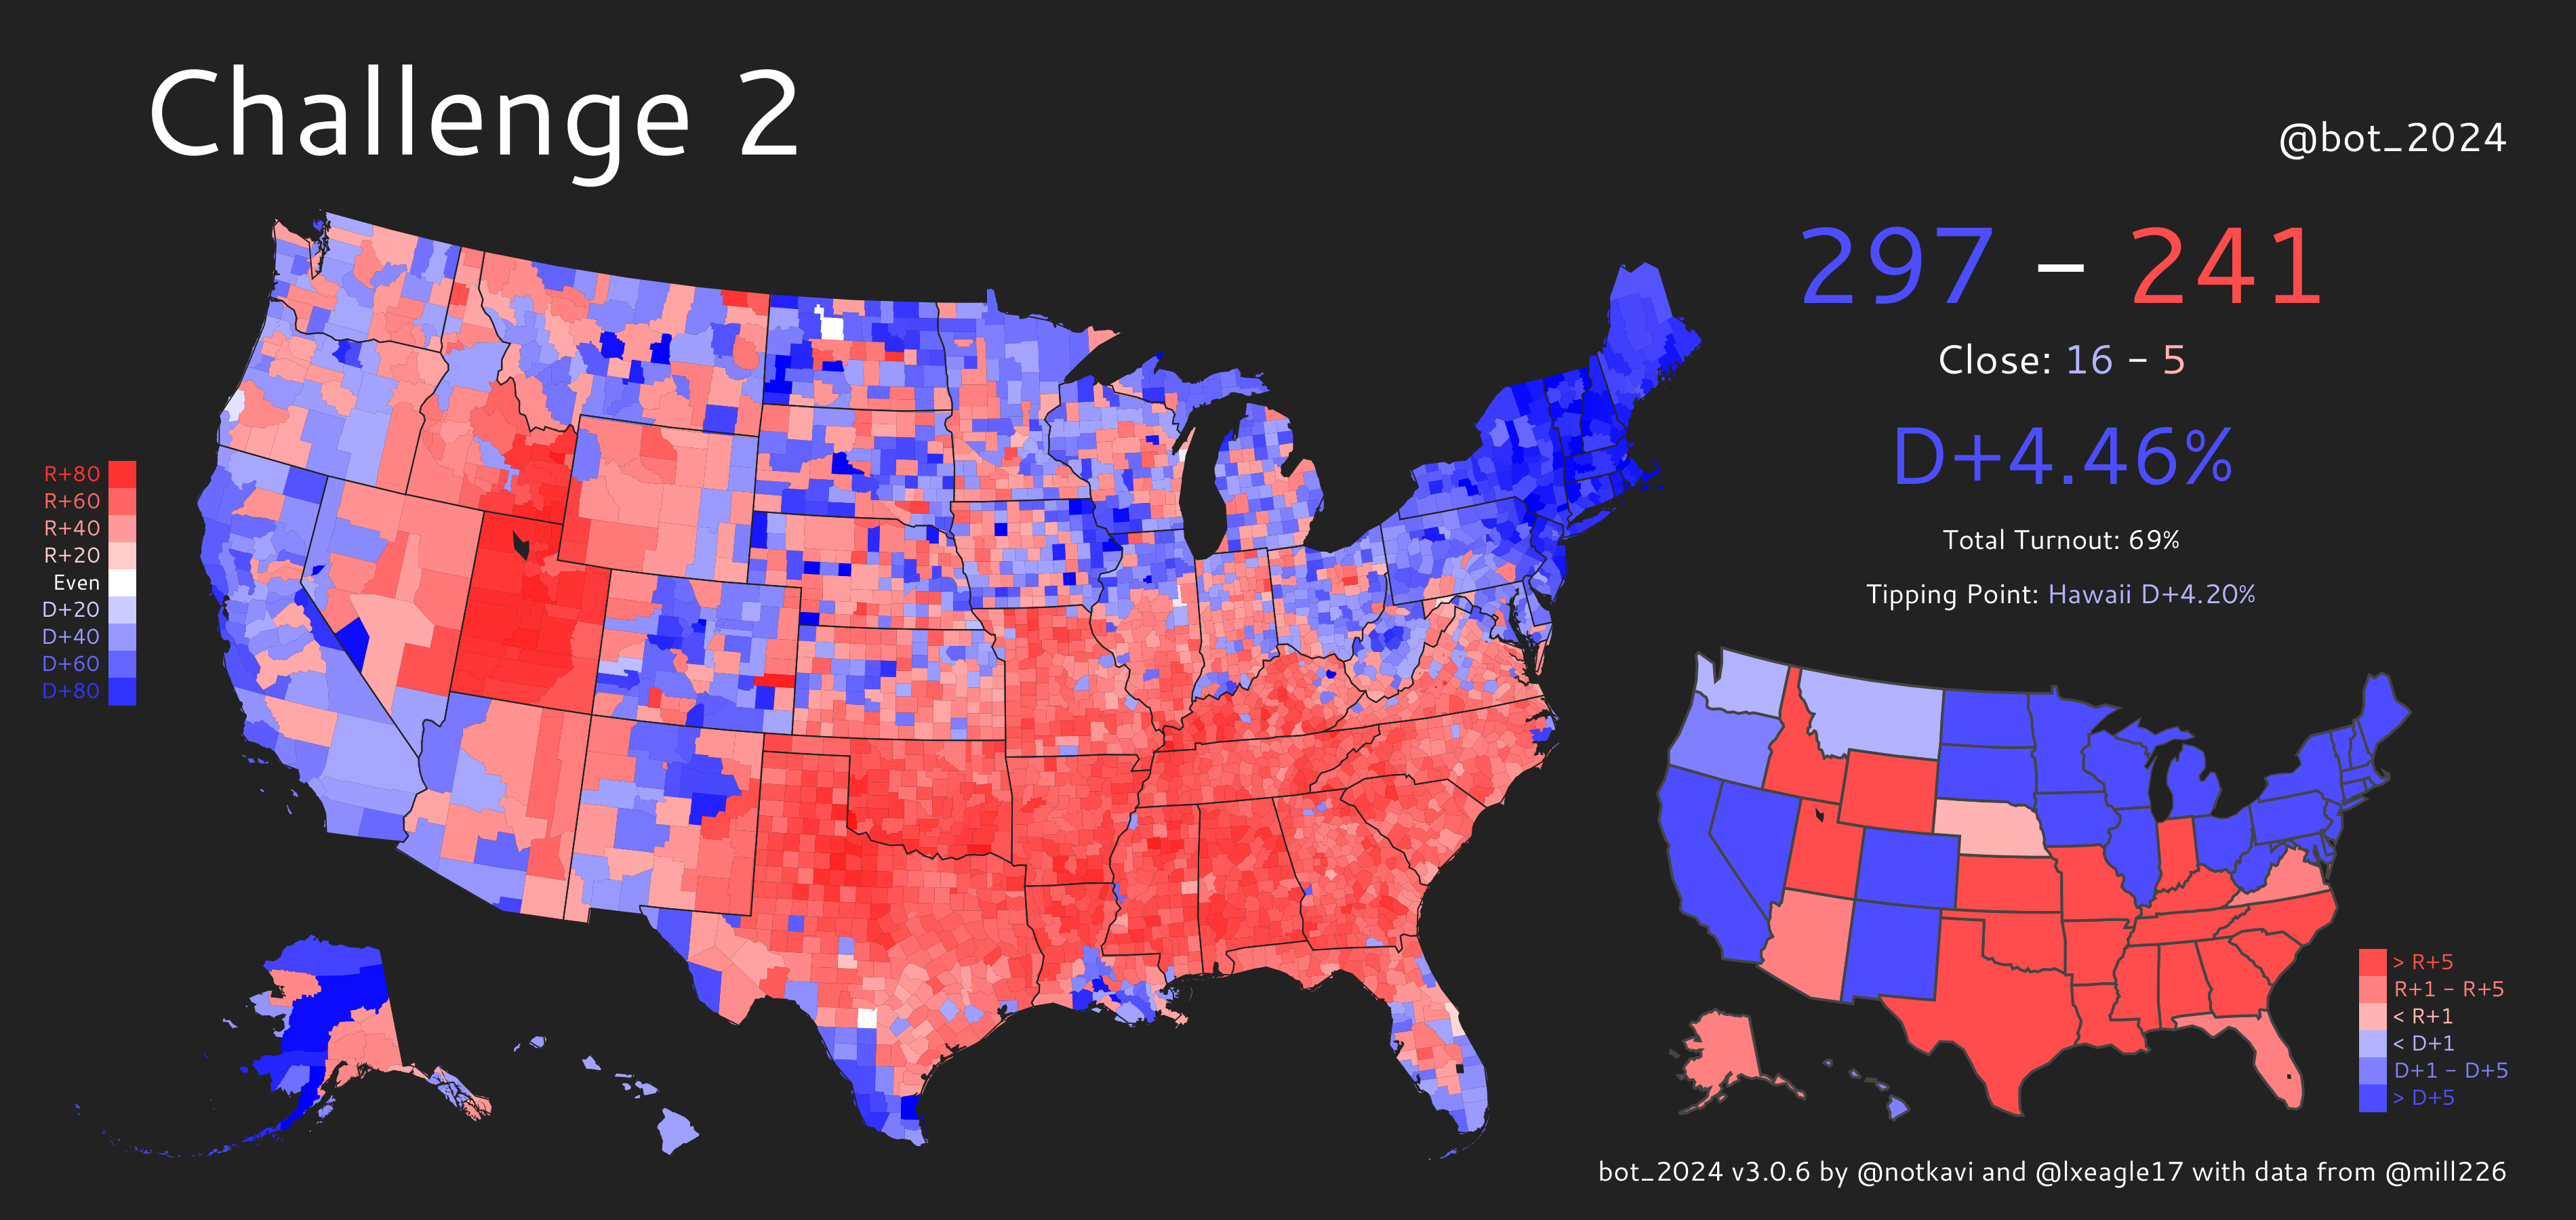 Challenge 2
@bot_2024
297 – 241
Close: 16 – 5
D+4.46%
Total Turnout: 69%
Tipping Point: Hawaii D+4.20%
R+80
R+60
R+40
R+20
Even
D+20
D+40
D+60
D+80
> R+5
R+1 – R+5
< R+1
< D+1
D+1 – D+5
> D+5
bot_2024 v3.0.6 by @notkavi and @lxeagle17 with data from @mill226